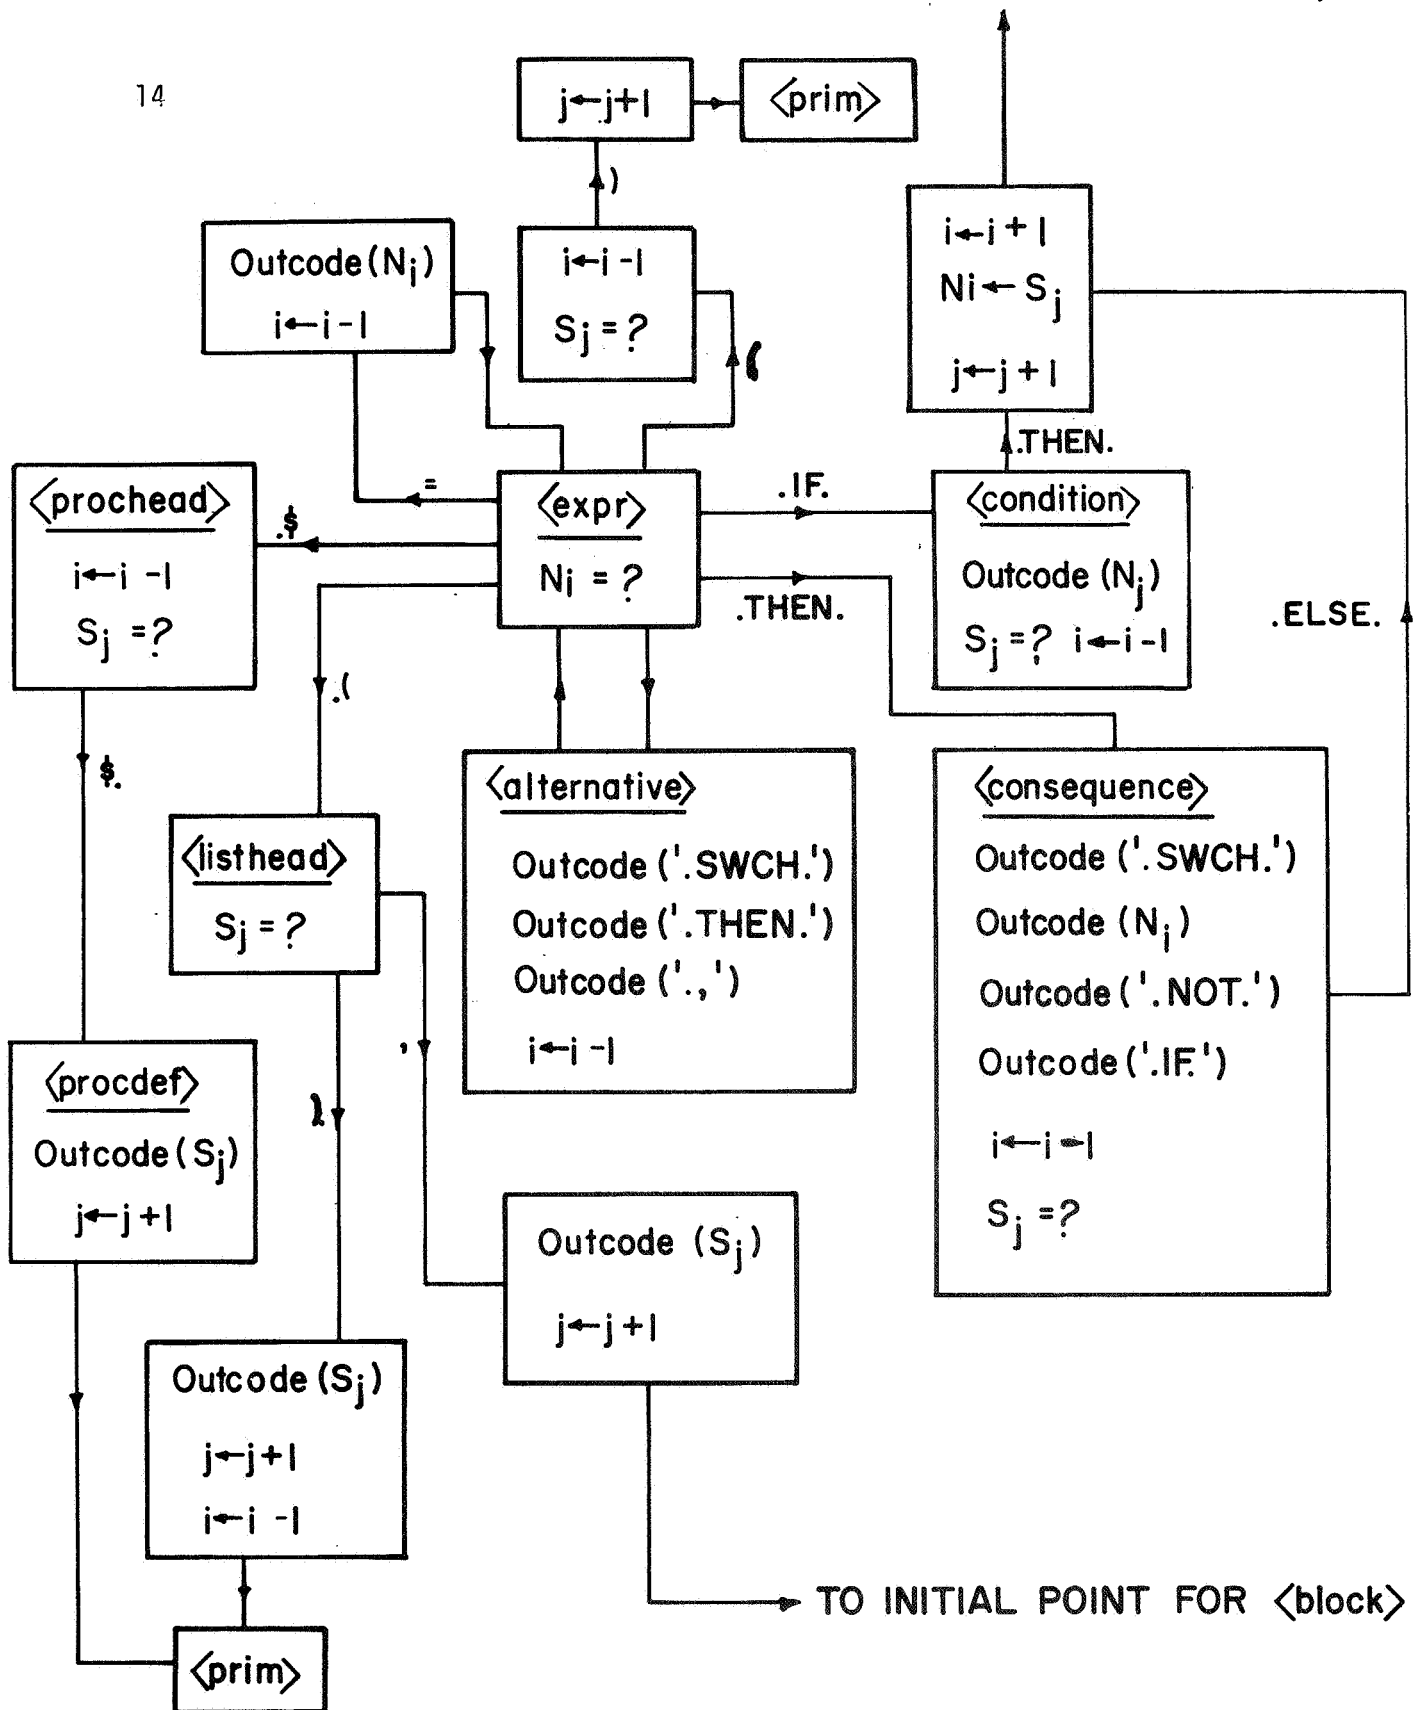 14
j←j+1
<prim>
)
Outcode(Ni)
i←i-1
i←i-1
Sj=?
(
i←i+1
Ni←Sj
j←j+1
.THEN.
<prochead>
i←i-1
Sj=?
=
.$
<expr>
Ni=?
.IF.
.THEN.
<condition>
Outcode(Nj)
Sj=?, i←i-1
.ELSE.
.(
$.
<listhead>
Sj=?
<alternative>
Outcode('.SWCH.')
Outcode('.THEN.')
Outcode('.,')
i←i-1
<consequence>
Outcode('.SWCH.')
Outcode(Ni)
Outcode('.NOT.')
Outcode('.IF.')
i←i-1
Sj=?
<procdef>
Outcode(Sj)
j←j+1
).
,
Outcode(Sj)
j←j+1
Outcode(Sj)
j←j+1
i←i-1
<prim>
TO INITIAL POINT FOR <block>